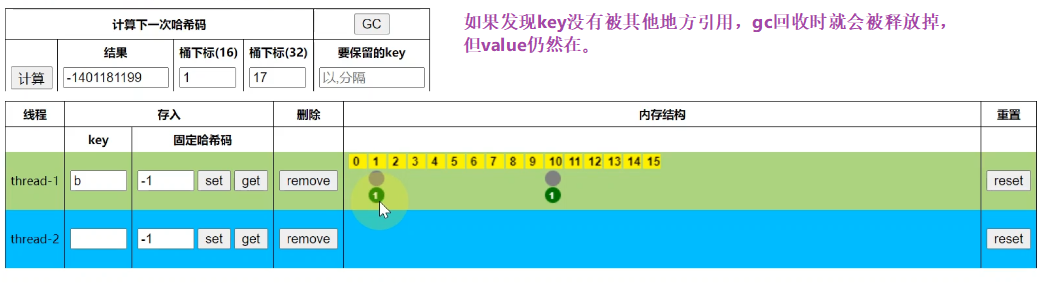 计算下一次哈希码 GC
结果 桶下标(16) 桶下标(32) 要保留的key
计算 -1401181199 1 17 以,分隔
如果发现key没有被其他地方引用，gc回收时就会被释放掉，
但value仍然在。
线程 存入 删除 内存结构 重置
key 固定哈希码
0 1 2 3 4 5 6 7 8 9 10 11 12 13 14 15
thread-1 b -1 set get remove reset
1 1
thread-2 -1 set get remove reset